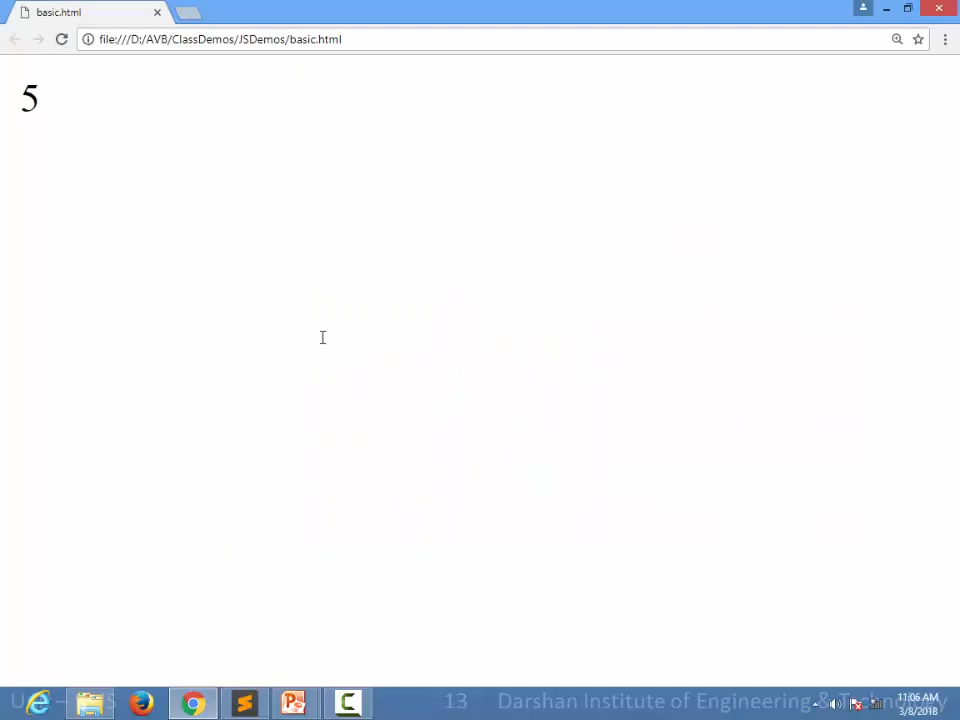 basic.html
file:///D:/AVB/ClassDemos/JSDemos/basic.html
5
13 Darshan Institute of Engineering & Technology
11:06 AM
3/8/2018